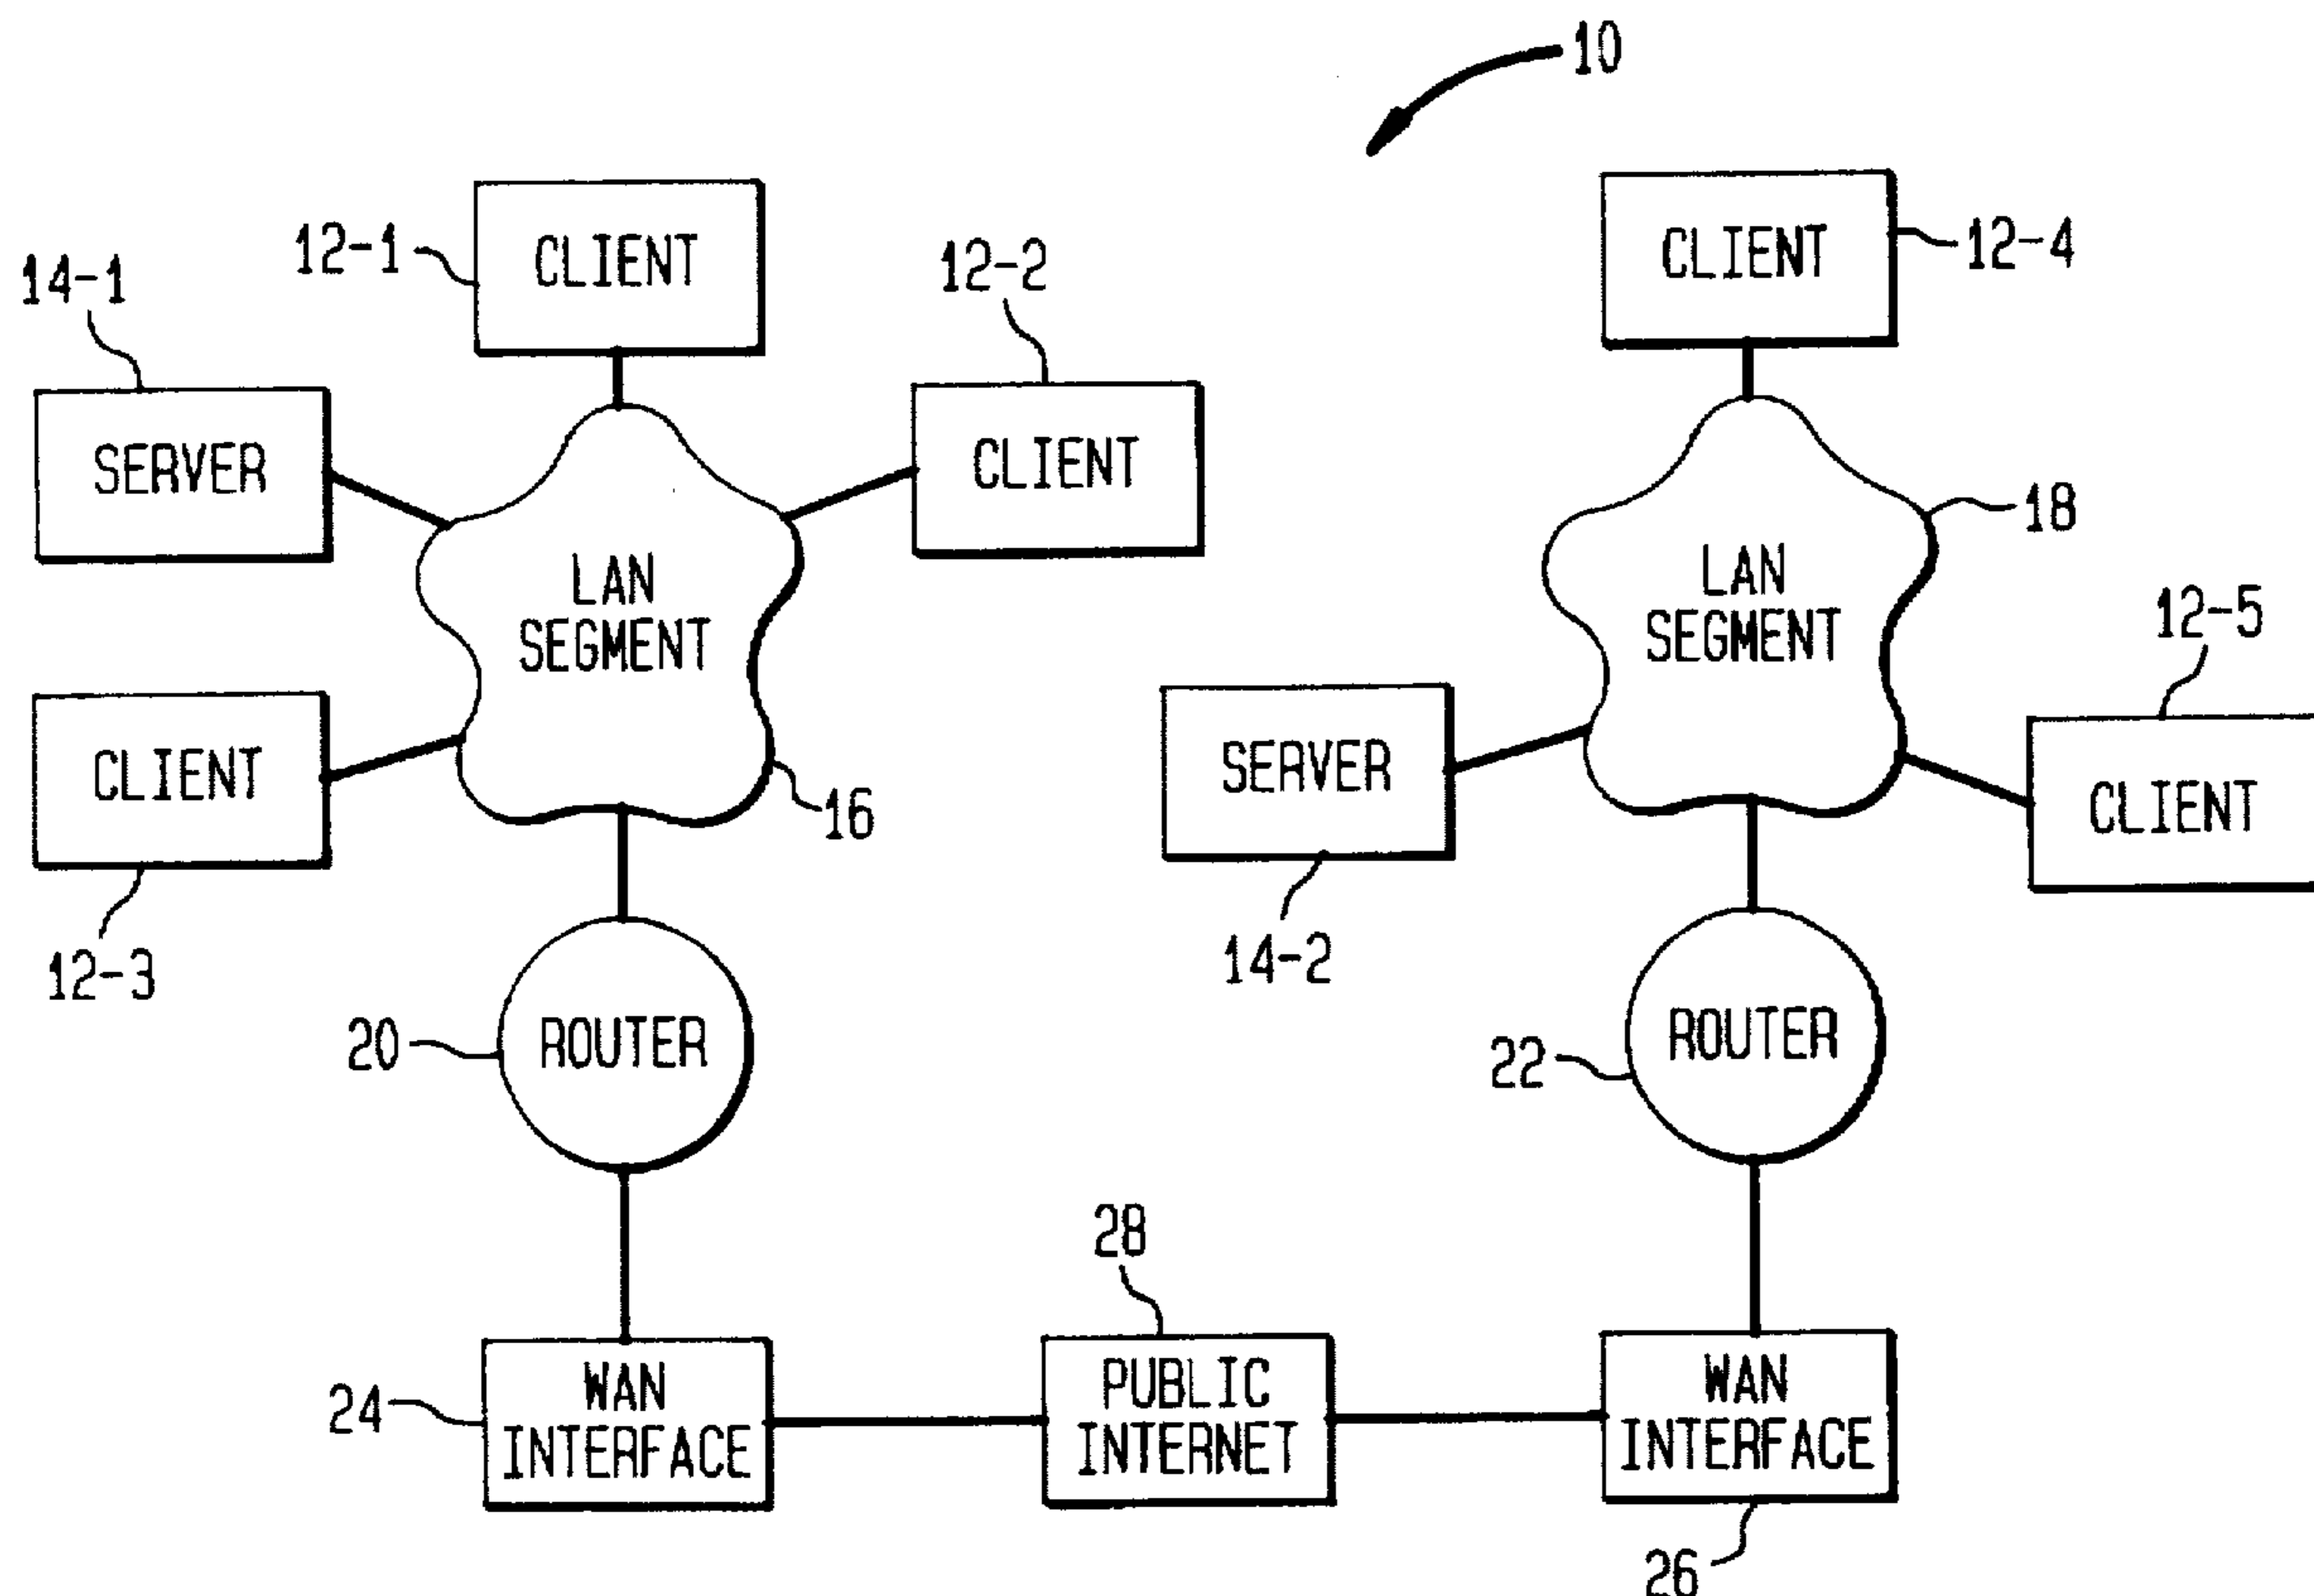 10
12-1
CLIENT
12-2
14-1
SERVER
CLIENT
LAN
SEGMENT
CLIENT
12-3
16
20
ROUTER
24
WAN
INTERFACE
28
PUBLIC
INTERNET
CLIENT
12-4
18
LAN
SEGMENT
12-5
SERVER
14-2
CLIENT
22
ROUTER
WAN
INTERFACE
26